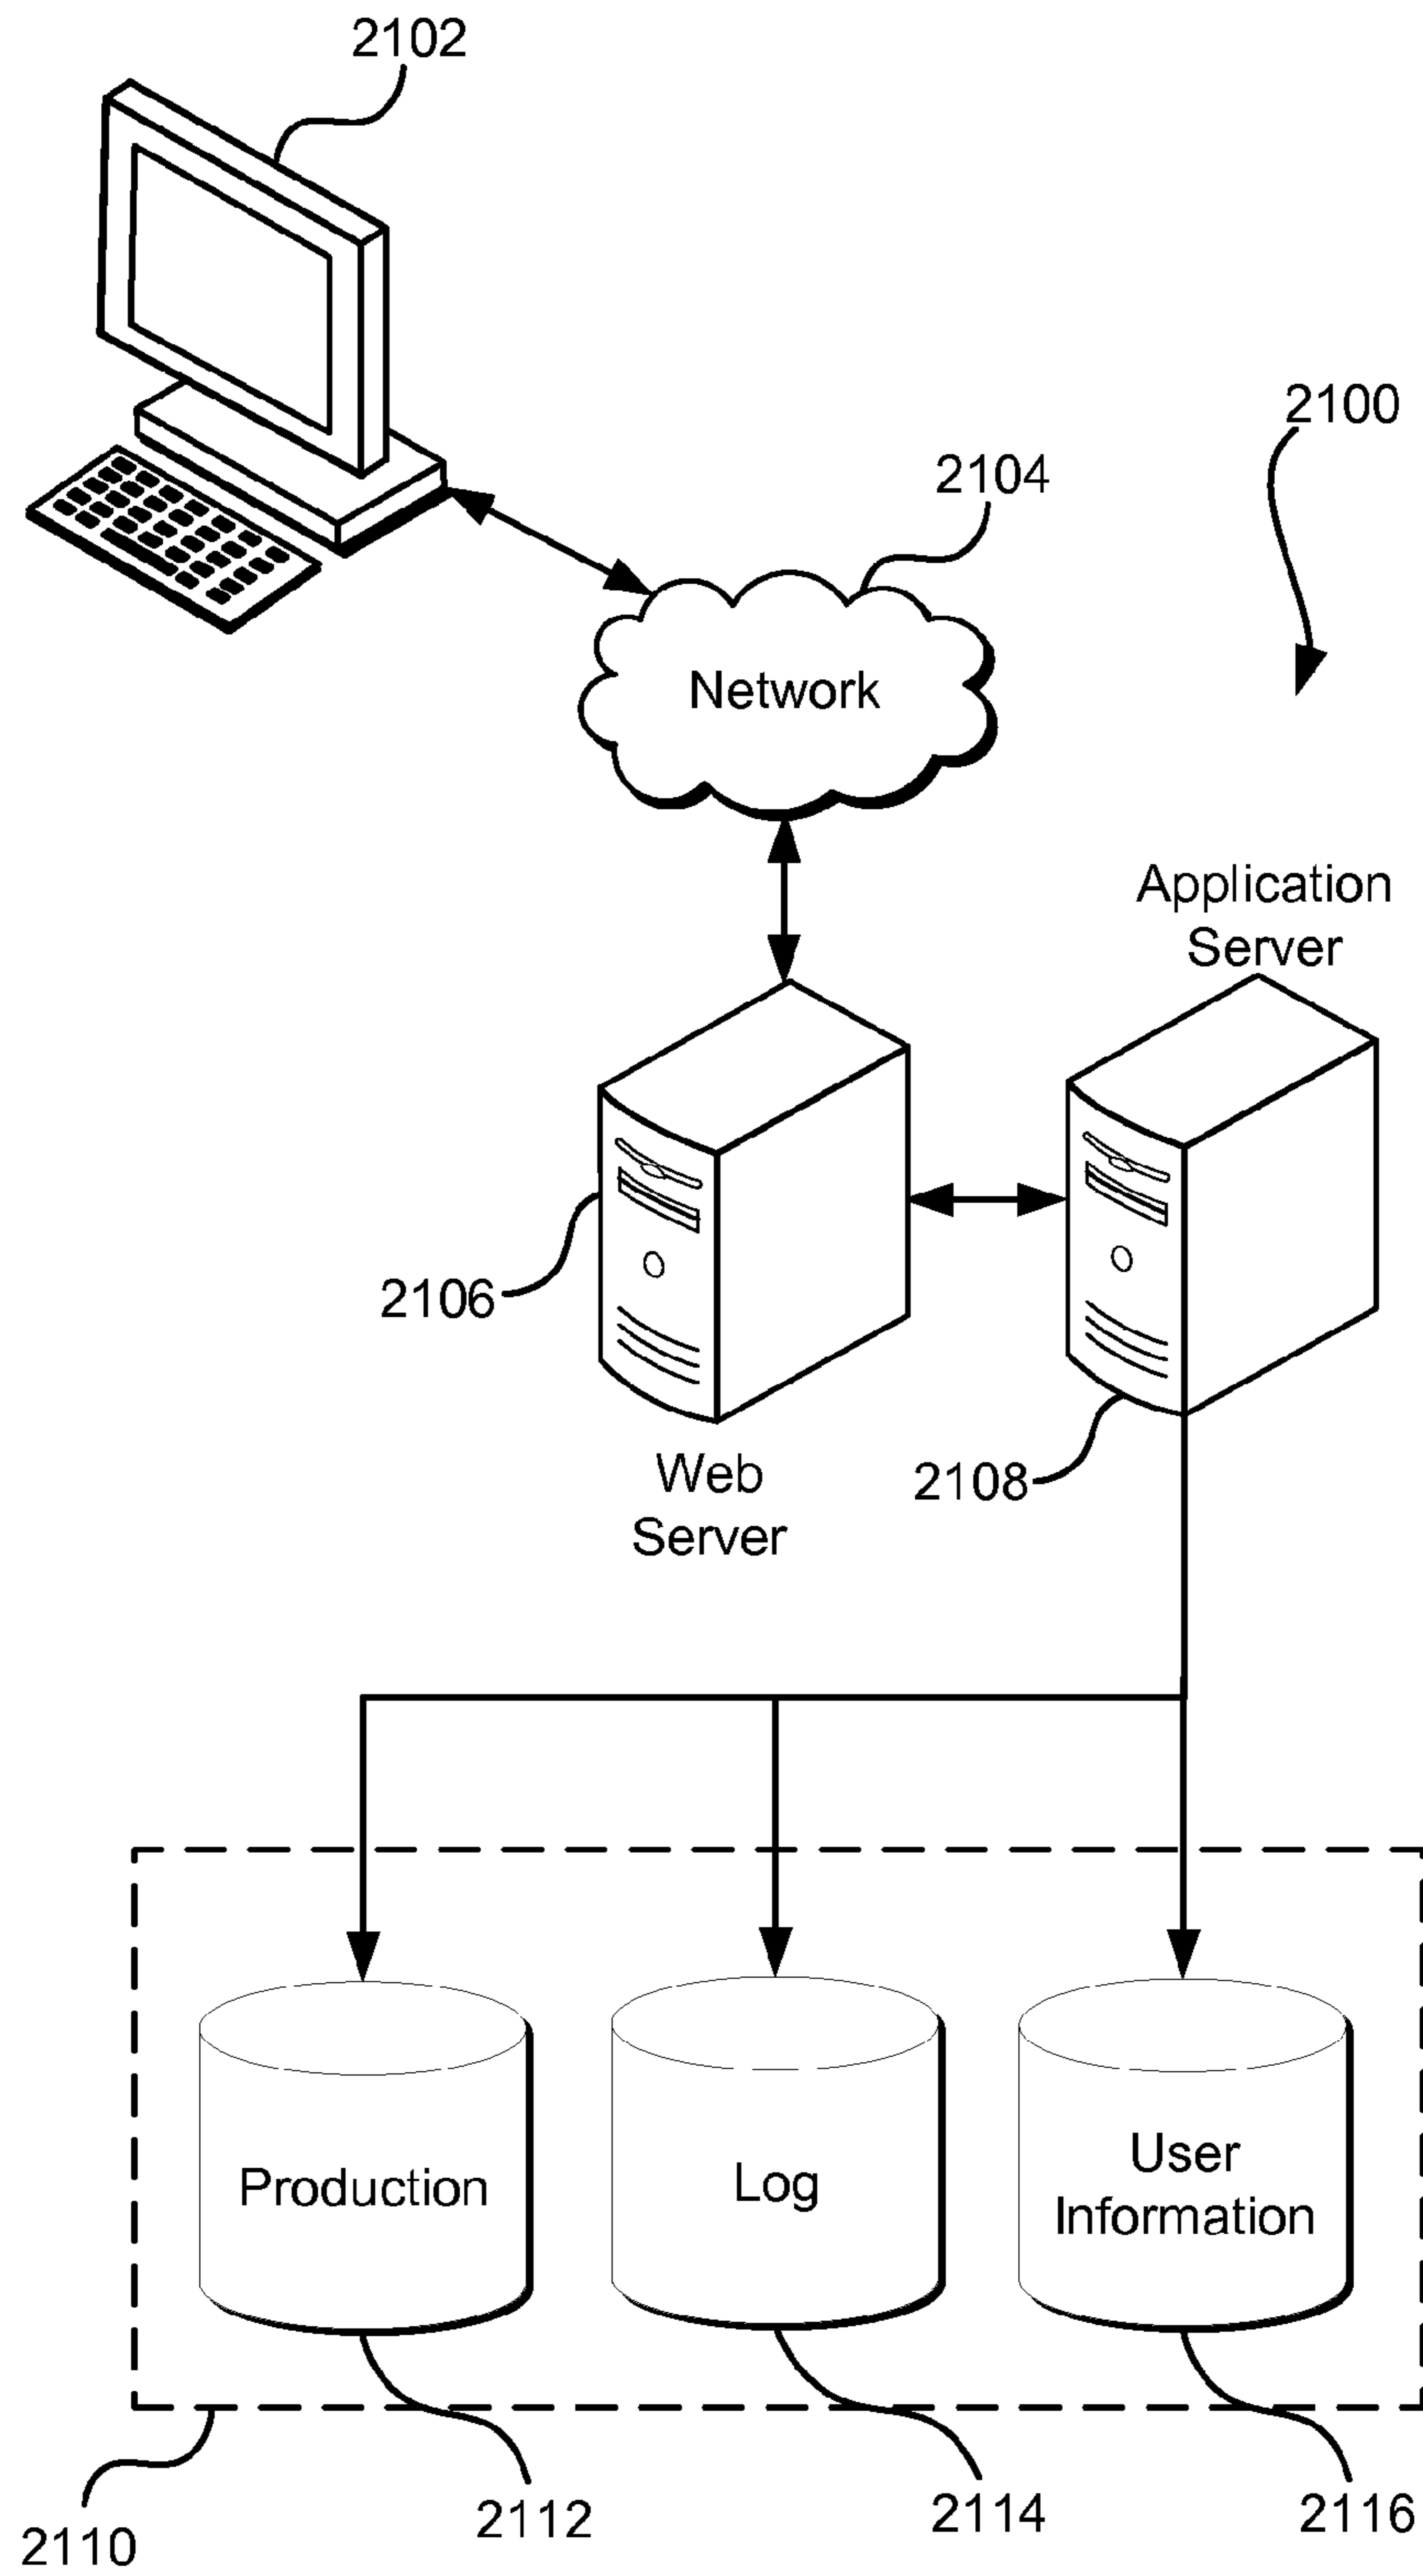 2102
2100
2104
Network
Application
Server
2106
Web
Server
2108
Production
Log
User
Information
2110
2112
2114
2116